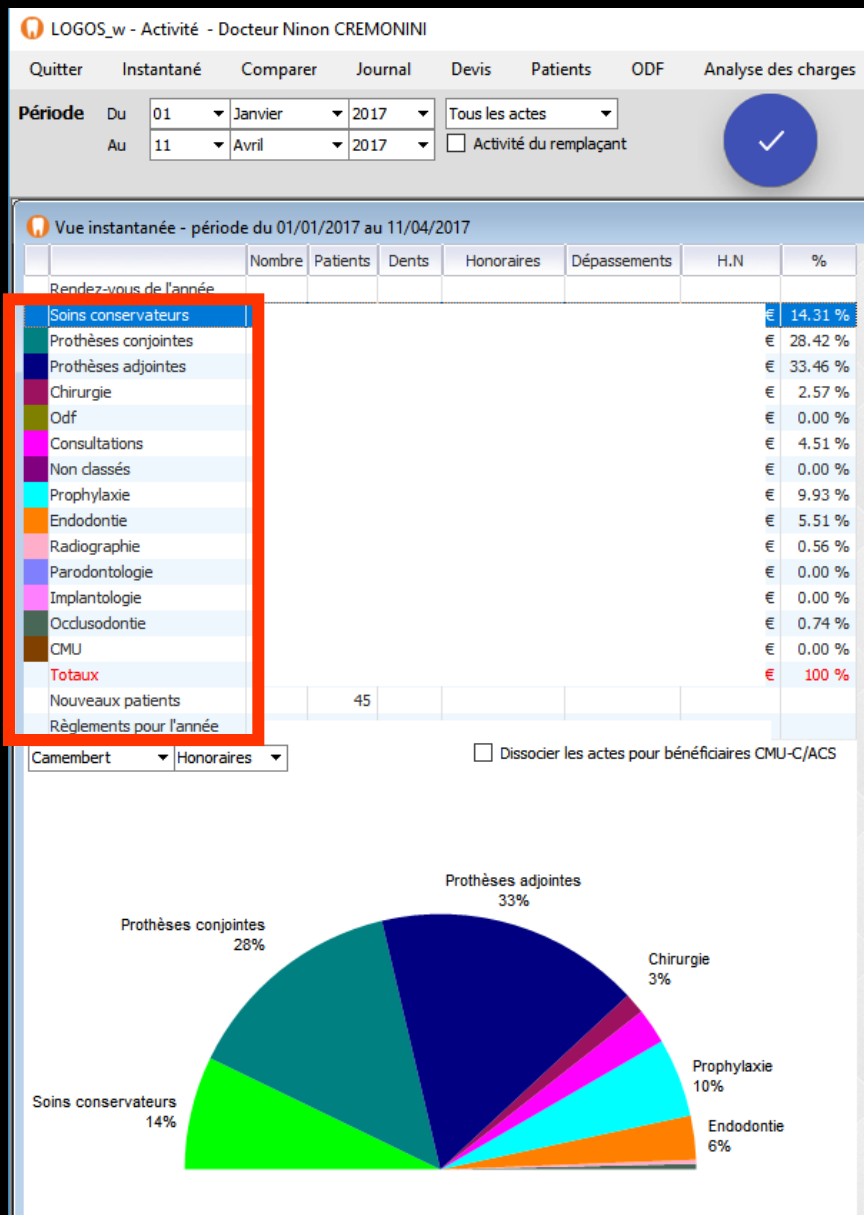 LOGOS_w - Activité - Docteur Ninon CREMONINI
Quitter Instantané Comparer Journal Devis Patients ODF Analyse des charges
Période Du 01 Janvier 2017 Tous les actes
Au 11 Avril 2017 Activité du remplaçant
Vue instantanée - période du 01/01/2017 au 11/04/2017
Nombre Patients Dents Honoraires Dépassements H.N %
Rendez-vous de l'année
Soins conservateurs € 14.31 %
Prothèses conjointes € 28.42 %
Prothèses adjointes € 33.46 %
Chirurgie € 2.57 %
Odf € 0.00 %
Consultations € 4.51 %
Non classés € 0.00 %
Prophylaxie € 9.93 %
Endodontie € 5.51 %
Radiographie € 0.56 %
Parodontologie € 0.00 %
Implantologie € 0.00 %
Occlusodontie € 0.74 %
CMU € 0.00 %
Totaux € 100 %
Nouveaux patients 45
Règlements pour l'année
Camembert Honoraires Dissocier les actes pour bénéficiaires CMU-C/ACS
Prothèses adjointes
33%
Prothèses conjointes
28%
Chirurgie
3%
Prophylaxie
10%
Soins conservateurs
14%
Endodontie
6%